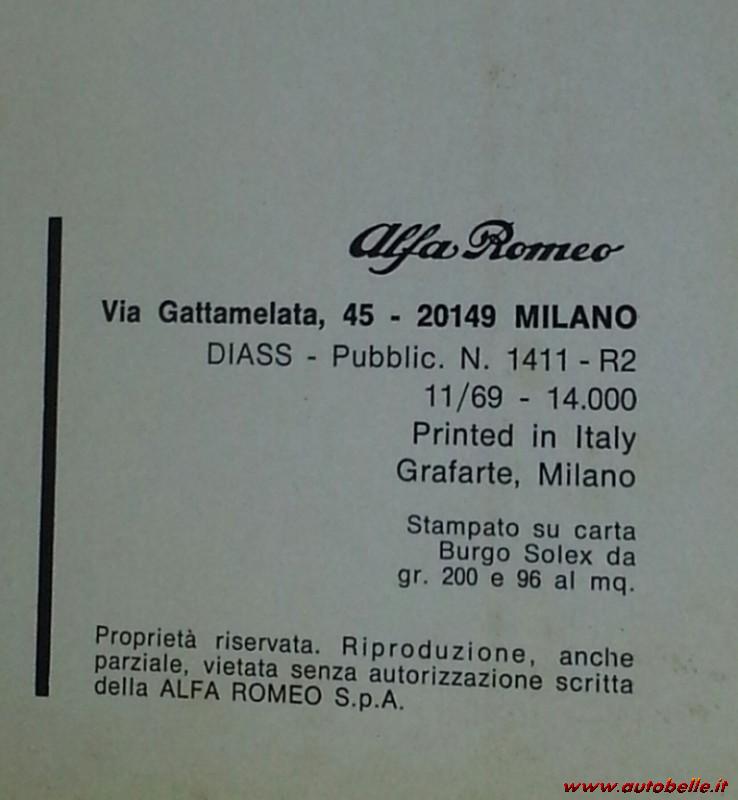 Alfa Romeo
Via Gattamelata, 45 - 20149 MILANO
DIASS - Pubblic. N. 1411 - R2
11/69 - 14.000
Printed in Italy
Grafarte, Milano
Stampato su carta
Burgo Solex da
gr. 200 e 96 al mq.
Proprietà riservata. Riproduzione, anche
parziale, vietata senza autorizzazione scritta
della ALFA ROMEO S.p.A.
www.autobelle.it